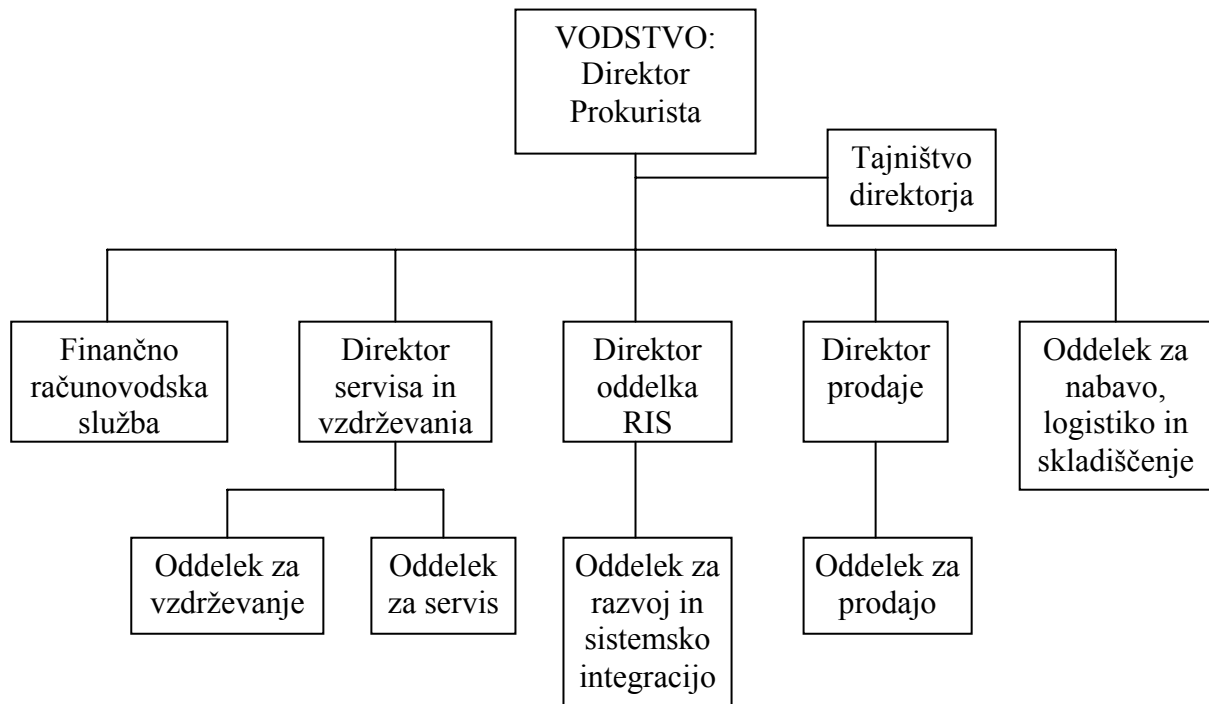 VODSTVO:
Direktor
Prokurista
Tajništvo
direktorja
Finančno
računovodska
služba
Direktor
servisa in
vzdrževanja
Direktor
oddelka
RIS
Direktor
prodaje
Oddelek za
nabavo,
logistiko in
skladiščenje
Oddelek za
vzdrževanje
Oddelek
za servis
Oddelek za
razvoj in
sistemsko
integracijo
Oddelek za
prodajo